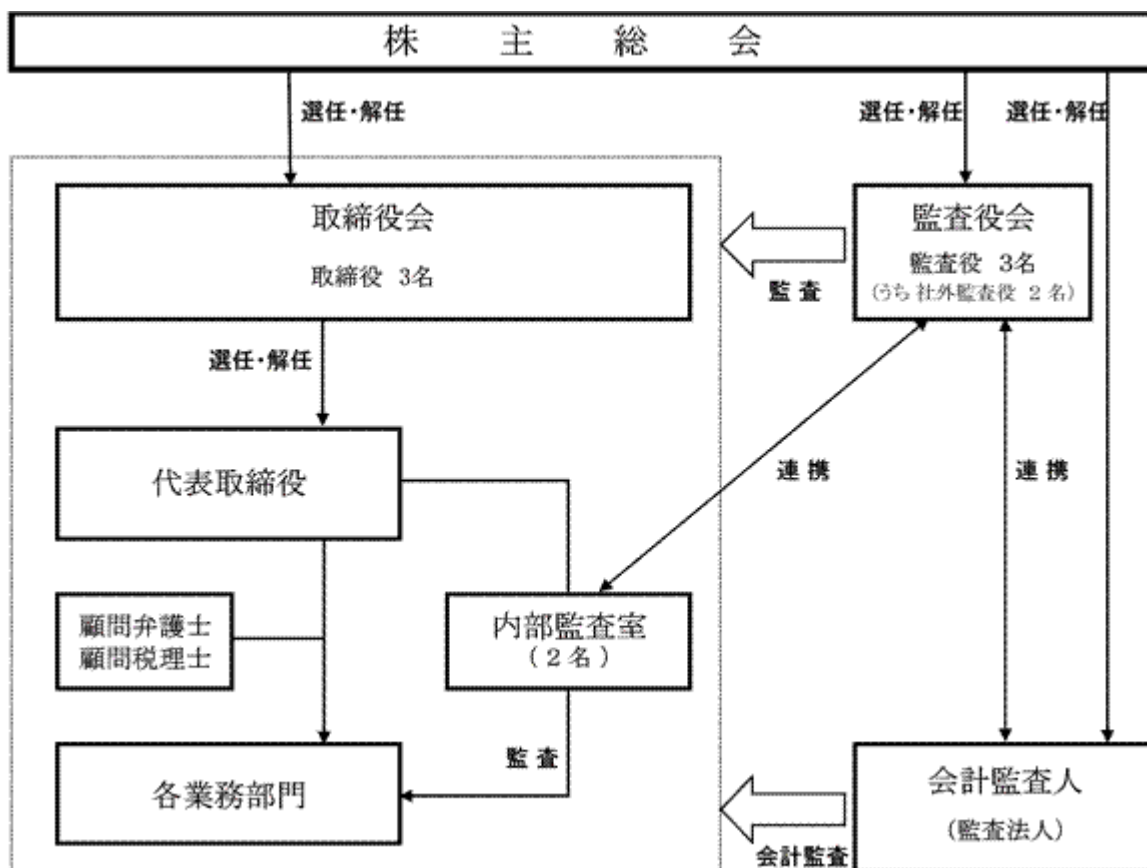 株主総会
選任・解任
選任・解任
選任・解任
取締役会
取締役 3名
監査役会
監査役 3名
(うち 社外監査役 2名)
監査
選任・解任
代表取締役
連携
連携
顧問弁護士
顧問税理士
内部監査室
(2名)
監査
各業務部門
会計監査人
(監査法人)
会計監査